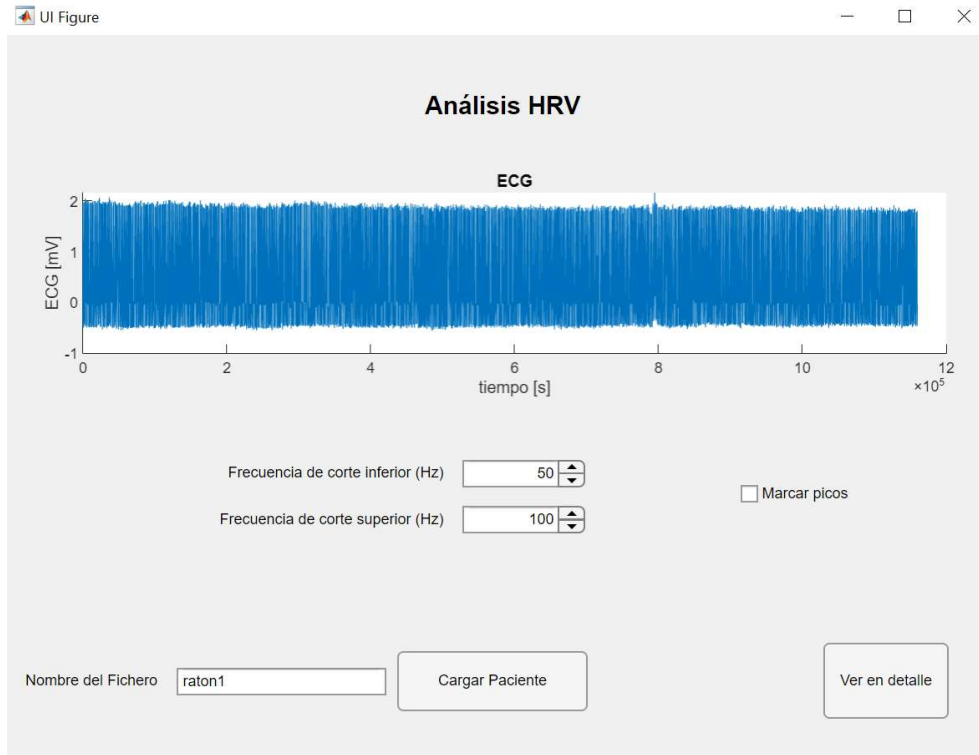 UI Figure
Análisis HRV
ECG
2
1
0
-1
ECG [mV]
0 2 4 6 8 10 12
×10⁵
tiempo [s]
Frecuencia de corte inferior (Hz) 50
Marcar picos
Frecuencia de corte superior (Hz) 100
Nombre del Fichero raton1 Cargar Paciente Ver en detalle